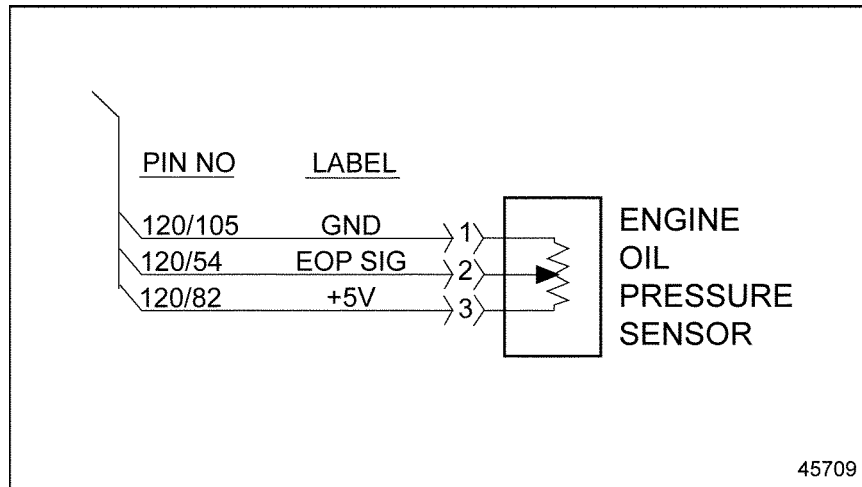 PIN NO LABEL
120/105 GND 1
120/54 EOP SIG 2
120/82 +5V 3
ENGINE
OIL
PRESSURE
SENSOR
45709